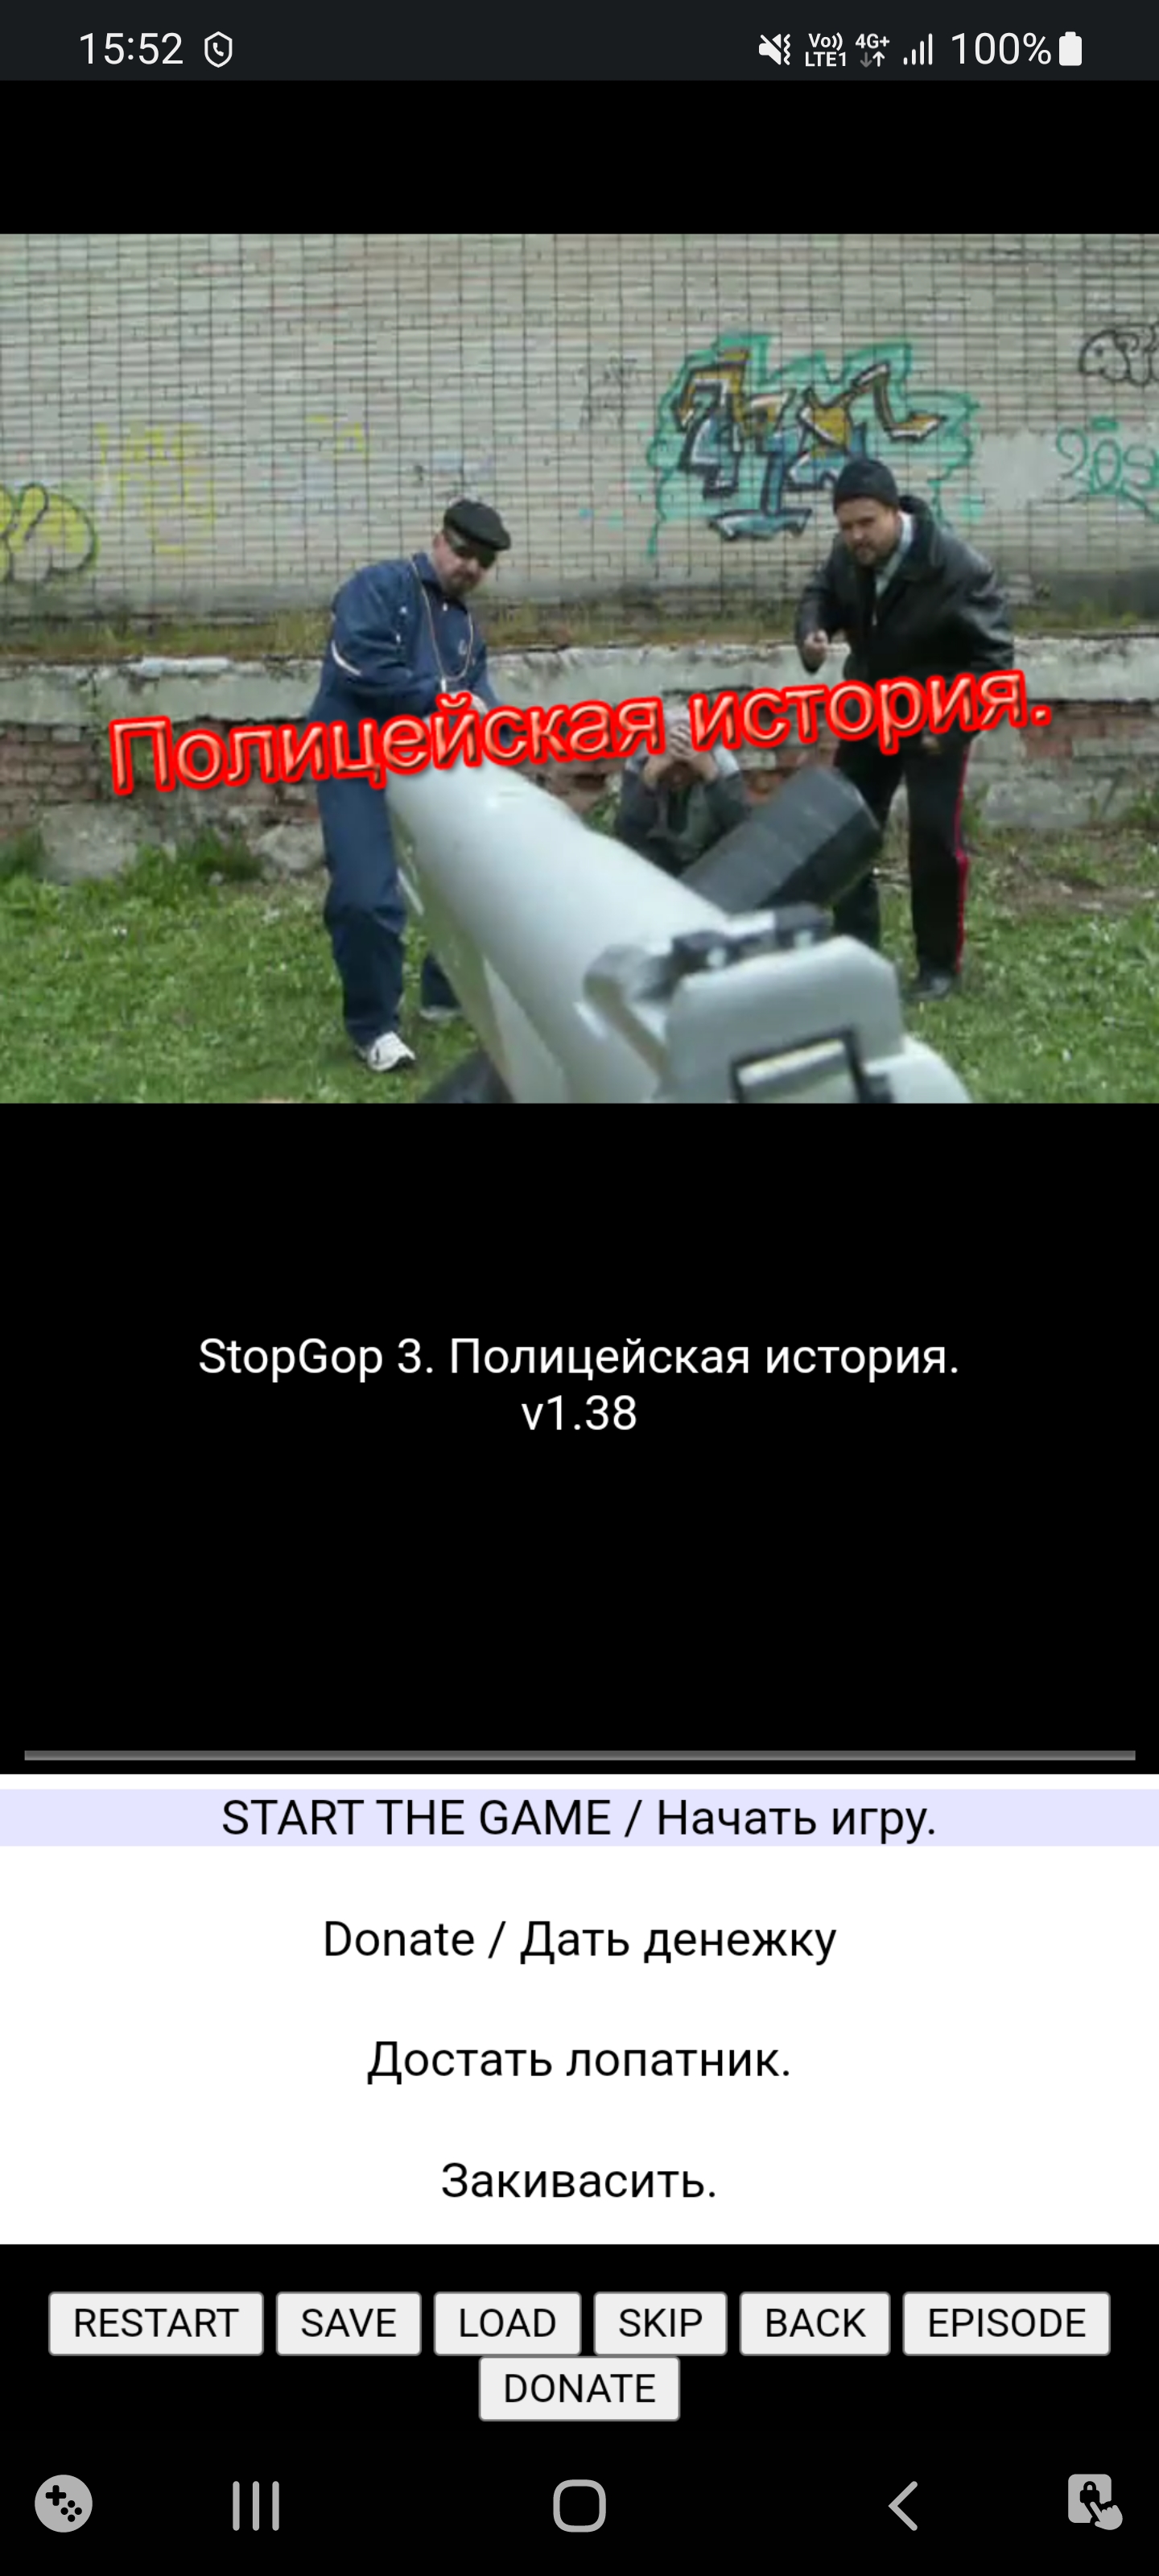 15:52
Vo)) LTE1 4G+ 100%
Полицейская история.
StopGop 3. Полицейская история.
v1.38
START THE GAME / Начать игру.
Donate / Дать денежку
Достать лопатник.
Закивасить.
RESTART SAVE LOAD SKIP BACK EPISODE
DONATE